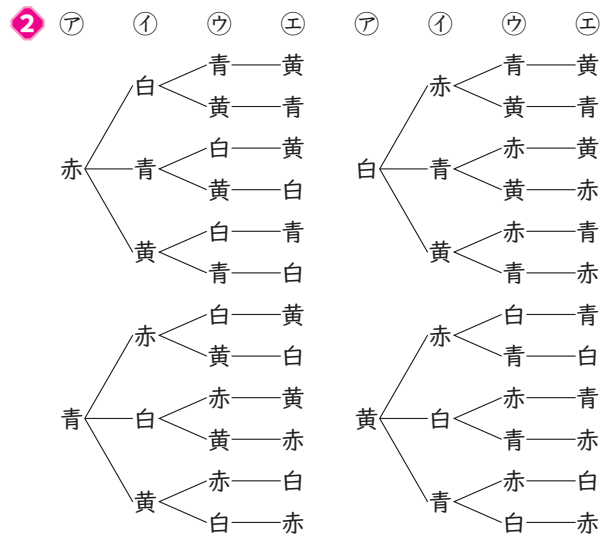 2 ㋐ ㋑ ㋒ ㋓ ㋐ ㋑ ㋒ ㋓
青 黄
白
黄 青
白 黄
赤 青
黄 白
白 青
黄
青 白
青 黄
赤
黄 青
赤 黄
白 青
黄 赤
赤 青
黄
青 赤
白 黄
赤
黄 白
赤 黄
青 白
黄 赤
赤 白
黄
白 赤
白 青
赤
青 白
赤 青
黄 白
青 赤
赤 白
青
白 赤